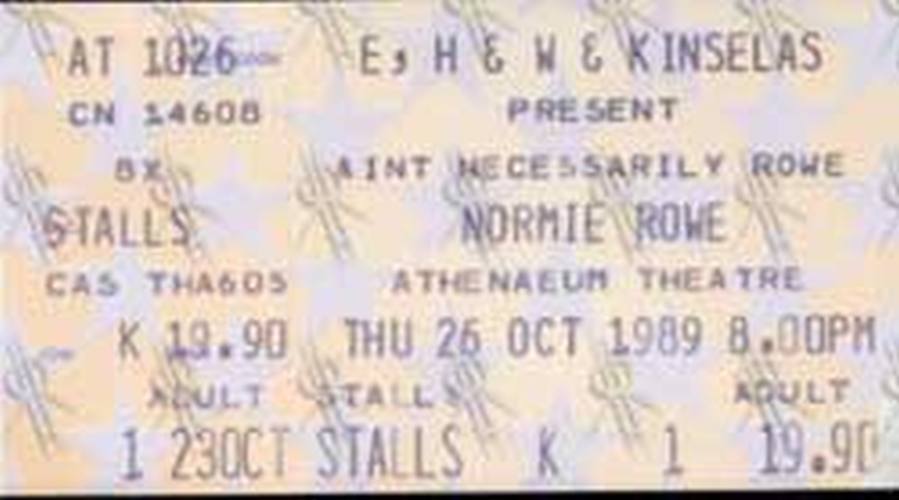 AT 1026 E, H & W & KINSELAS
CN 14608 PRESENT
BX AINT NECESSARILY ROWE
STALLS NORMIE ROWE
CAS THA605 ATHENAEUM THEATRE
K 19.90 THU 26 OCT 1989 8.00PM
ADULT STALLS ADULT
1 23OCT STALLS K 1 19.90